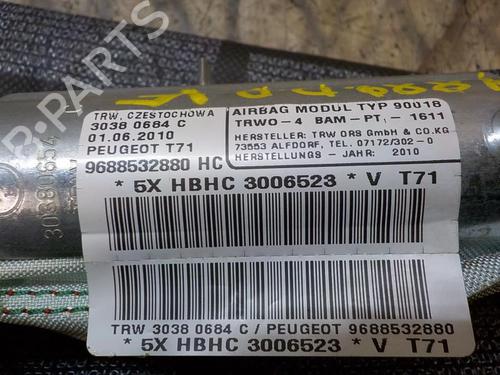 TRW, CZESTOCHOWA
3038 0684 C
01.06.2010
PEUGEOT T71
9688532880 HC
AIRBAG MODUL TYP 90018
TRWO-4 BAM-PT1-1611
HERSTELLER: TRW ORS GmbH & CO.KG
73553 ALFDORF, TEL. 07172/302-0
HERSTELLUNGS - JAHR: 2010
* 5X HBHC 3006523 * V T71
TRW 3038 0684 C / PEUGEOT 9688532880
* 5X HBHC 3006523 * V T71